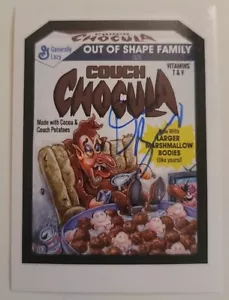 CHOCULA
Generally
Lazy
OUT OF SHAPE FAMILY
VITAMINS
T & V
COUCH
CHOCULA
Made with Cocoa &
Couch Potatoes
Now With
LARGER
MARSHMALLOW
BODIES
(like yours!)